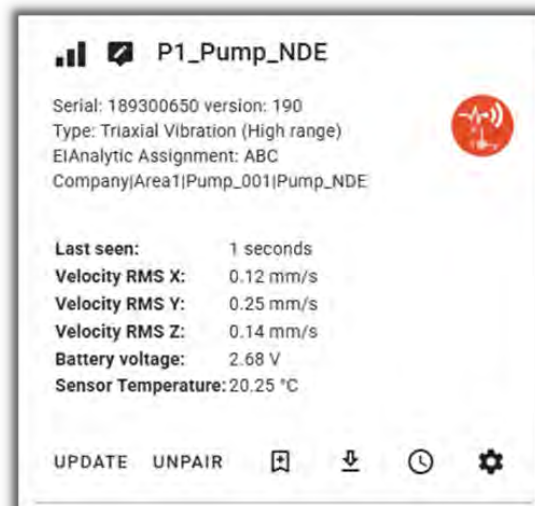 P1_Pump_NDE
Serial: 189300650 version: 190
Type: Triaxial Vibration (High range)
EIAnalytic Assignment: ABC
Company|Area1|Pump_001|Pump_NDE
Last seen: 1 seconds
Velocity RMS X: 0.12 mm/s
Velocity RMS Y: 0.25 mm/s
Velocity RMS Z: 0.14 mm/s
Battery voltage: 2.68 V
Sensor Temperature: 20.25 °C
UPDATE UNPAIR